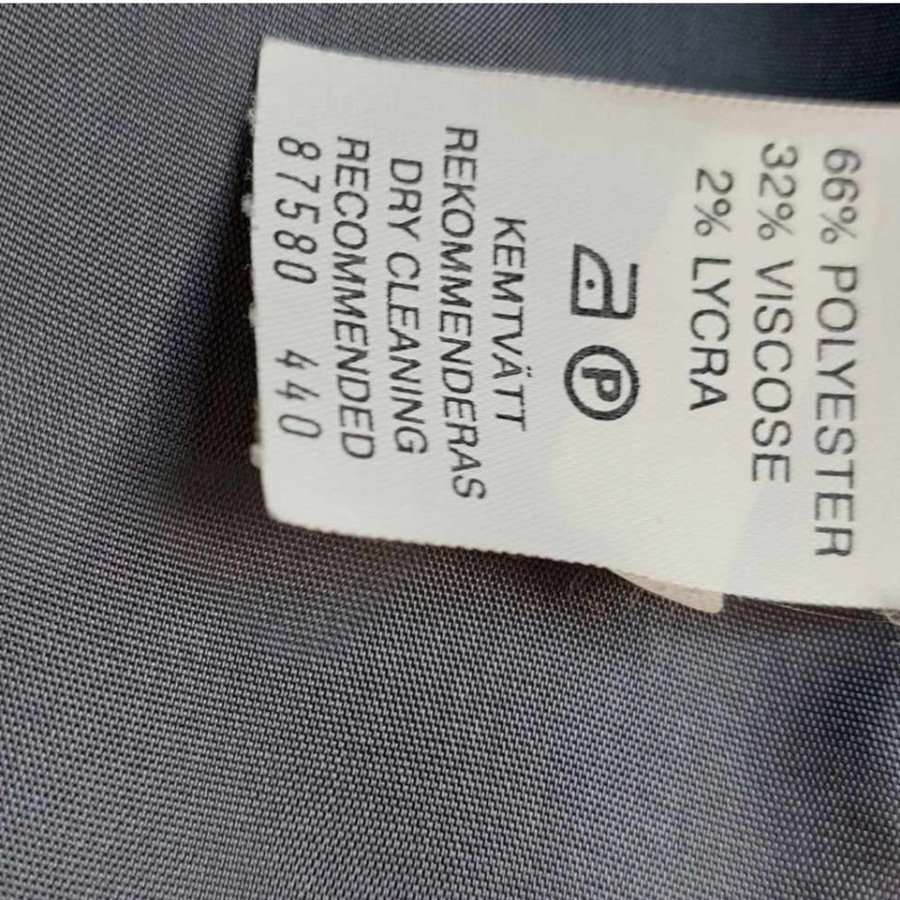 66% POLYESTER
32% VISCOSE
2% LYCRA
P
KEMTVÄTT
REKOMMENDERAS
DRY CLEANING
RECOMMENDED
87580 440